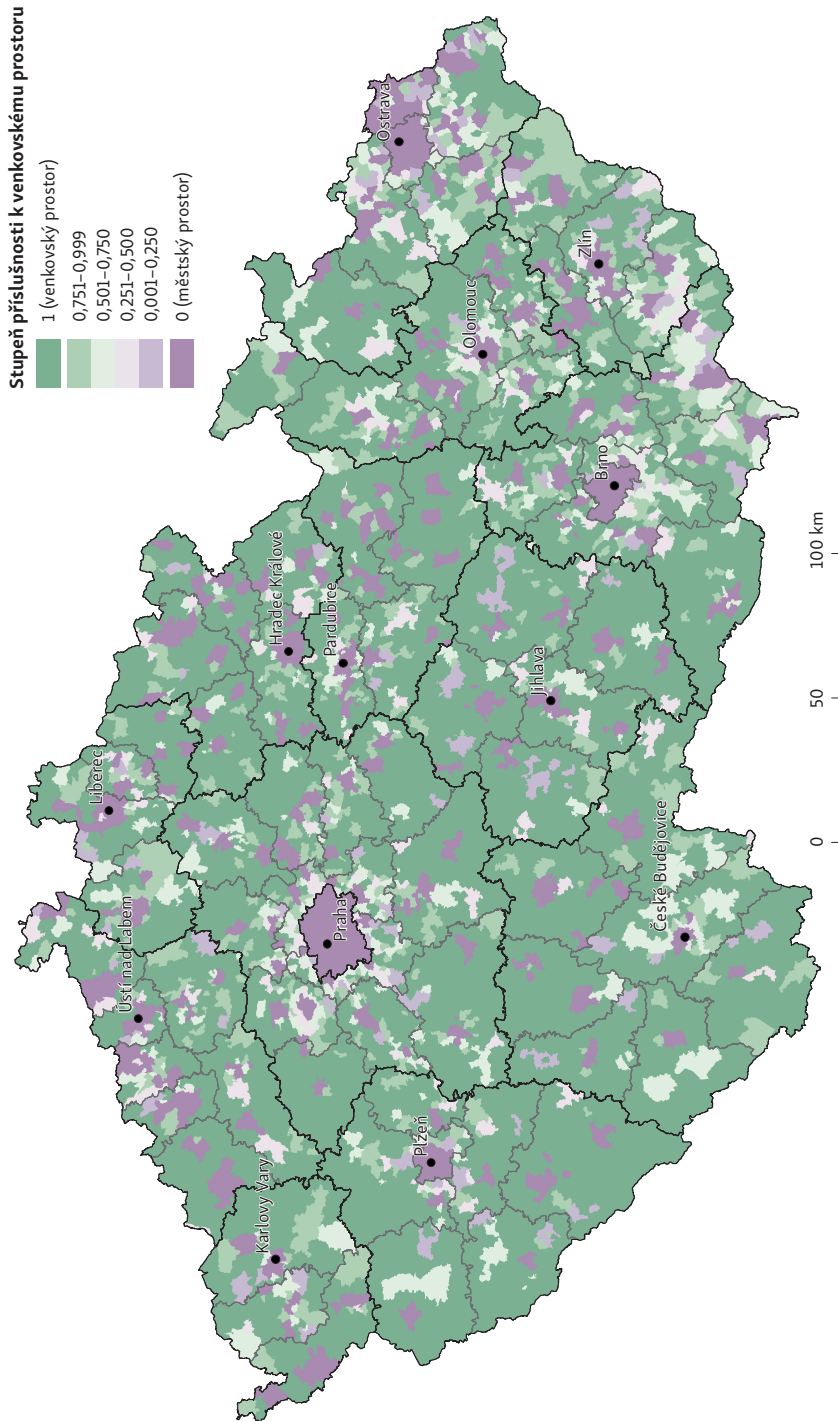 Stupeň příslušnosti k venkovskému prostoru
1 (venkovský prostor)
0,751–0,999
0,501–0,750
0,251–0,500
0,001–0,250
0 (městský prostor)
Liberec
Ústí nad Labem
Karlovy Vary
Praha
Hradec Králové
Pardubice
Plzeň
Ostrava
Olomouc
Jihlava
Zlín
Brno
České Budějovice
0 50 100 km